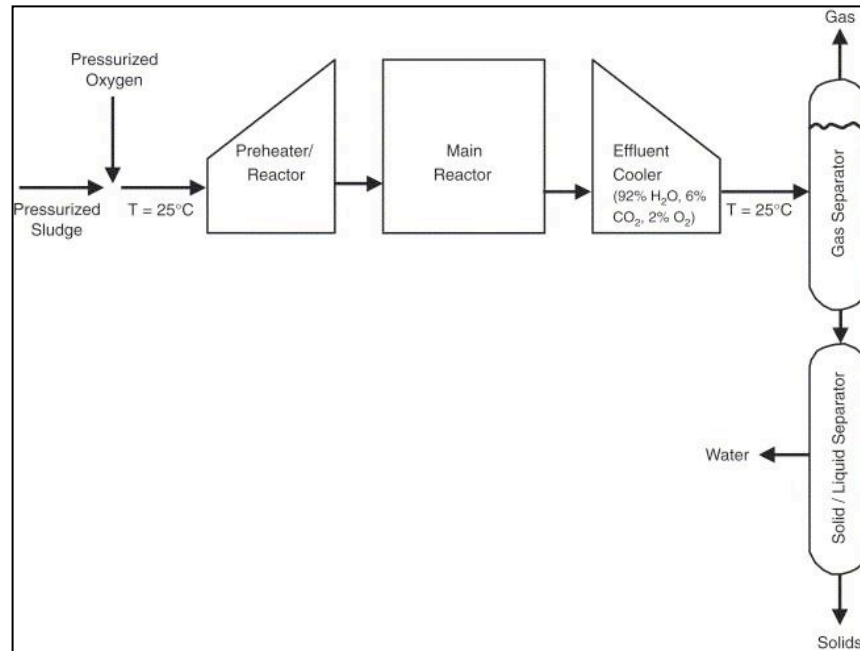 Gas
Pressurized
Oxygen
Preheater/
Reactor
Main
Reactor
Effluent
Cooler
(92% H₂O, 6%
CO₂, 2% O₂)
Gas Separator
Pressurized
Sludge
T = 25°C
T = 25°C
Solid / Liquid Separator
Water
Solids